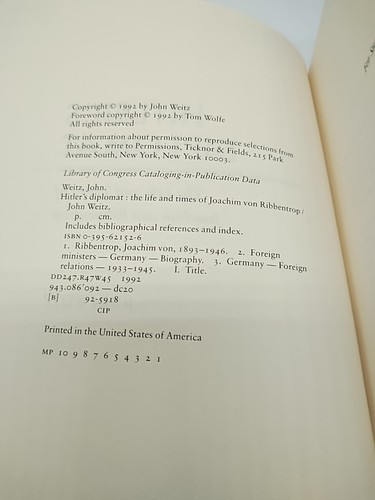 Copyright © 1992 by John Weitz
Foreword copyright © 1992 by Tom Wolfe
All rights reserved
For information about permission to reproduce selections from
this book, write to Permissions, Ticknor & Fields, 215 Park
Avenue South, New York, New York 10003.
Library of Congress Cataloging-in-Publication Data
Weitz, John.
Hitler's diplomat : the life and times of Joachim von Ribbentrop /
John Weitz.
p. cm.
Includes bibliographical references and index.
ISBN 0-395-62152-6
1. Ribbentrop, Joachim von, 1893–1946. 2. Foreign
ministers — Germany — Biography. 3. Germany — Foreign
relations — 1933–1945. I. Title.
DD247.R47W45 1992
943.086'092 — dc20
[B] 92-5918
CIP
Printed in the United States of America
MP 10 9 8 7 6 5 4 3 2 1